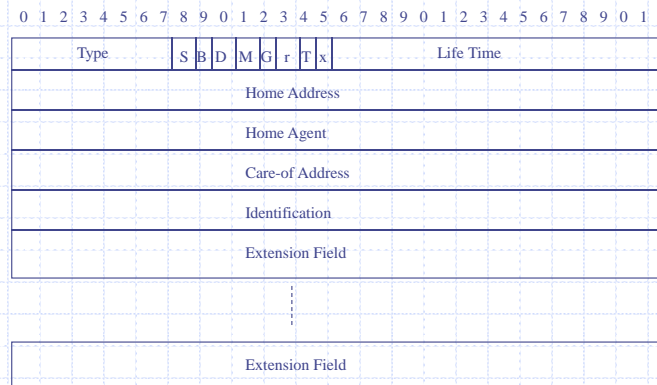 0 1 2 3 4 5 6 7 8 9 0 1 2 3 4 5 6 7 8 9 0 1 2 3 4 5 6 7 8 9 0 1
Type S B D M G r T x Life Time
Home Address
Home Agent
Care-of Address
Identification
Extension Field
Extension Field